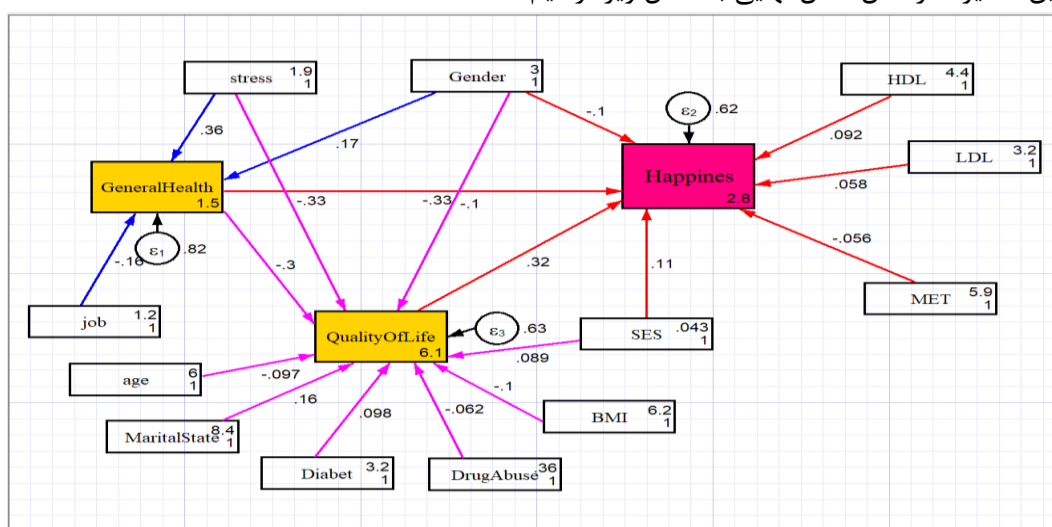 stress 1.9
1
Gender 3
1
HDL 4.4
1
ε2 .62
.36
.17
-.1
.092
LDL 3.2
1
GeneralHealth
1.5
Happines
2.8
.058
-.33
-.33
-.1
ε1 .82
-.16
-.3
.32
.11
-.056
MET 5.9
1
job 1.2
1
QualityOfLife
6.1
ε3 .63
SES .043
1
.089
age 6
1
-.097
.16
.098
-.062
-.1
BMI 6.2
1
MaritalState 8.4
1
Diabet 3.2
1
DrugAbuse .36
1